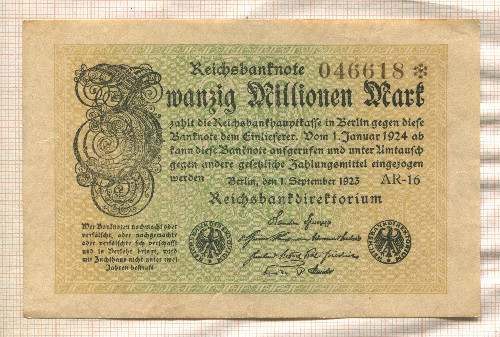 Reichsbanknote 046618 *
Zwanzig Millionen Mark
zahlt die Reichsbankhauptkasse in Berlin gegen diese
Banknote dem Einlieferer. Vom 1. Januar 1924 ab
kann diese Banknote aufgerufen und unter Umtausch
gegen andere gesetzliche Zahlungsmittel eingezogen
werden Berlin, den 1. September 1923 AR-16
Reichsbankdirektorium
Wer Banknoten nachmacht oder
verfälscht, oder nachgemachte
oder verfälschte sich verschafft
und in Verkehr bringt, wird
mit Zuchthaus nicht unter zwei
Jahren bestraft